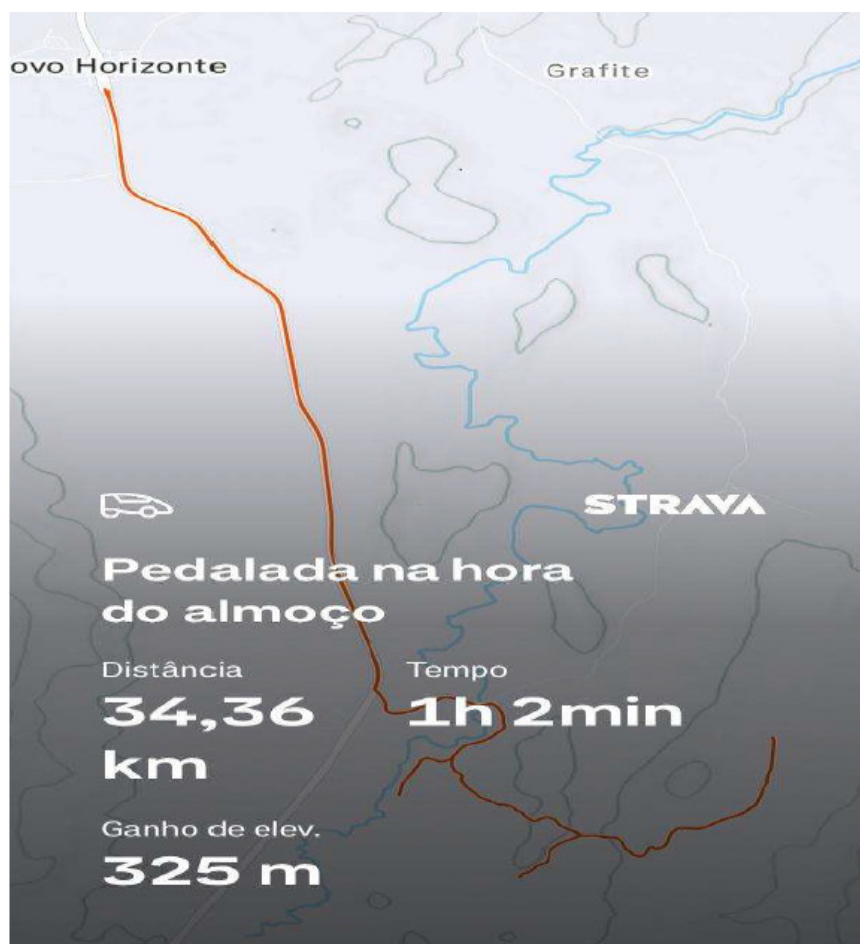 ovo Horizonte
Grafite
STRAVA
Pedalada na hora
do almoço
Distância
Tempo
34,36
km
1h 2min
Ganho de elev.
325 m